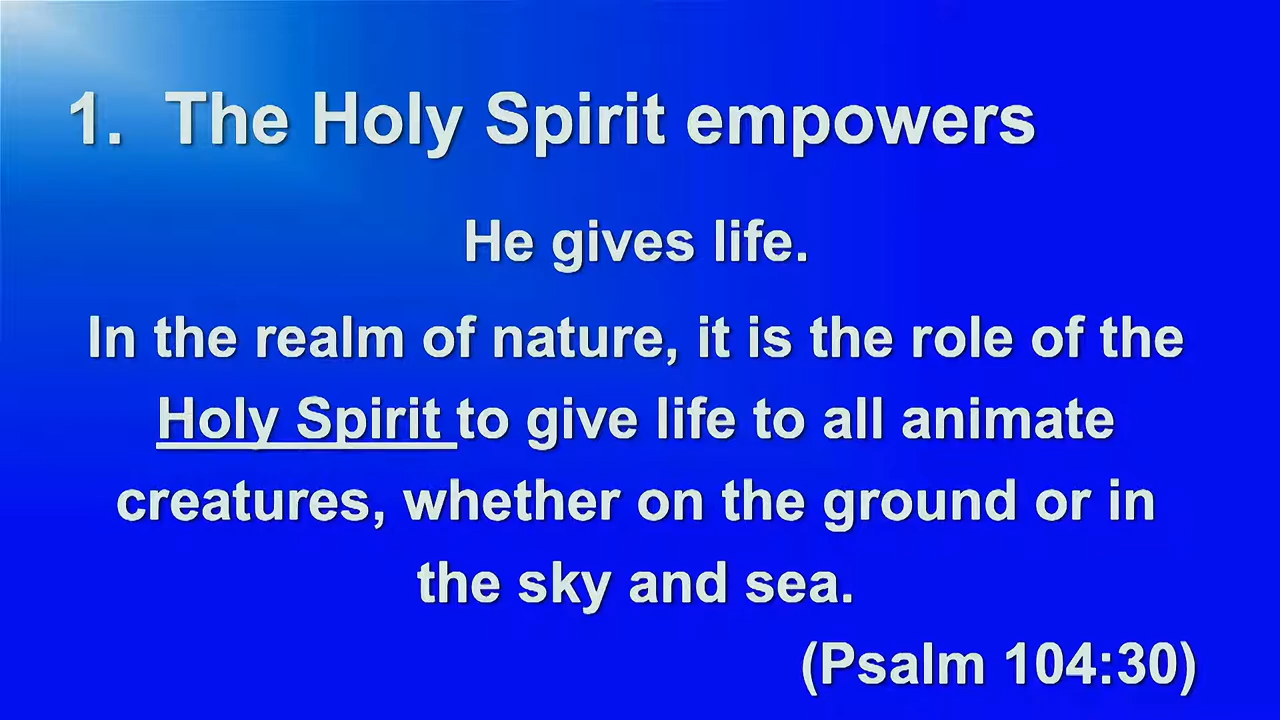 1. The Holy Spirit empowers
He gives life.
In the realm of nature, it is the role of the
Holy Spirit to give life to all animate
creatures, whether on the ground or in
the sky and sea.
(Psalm 104:30)